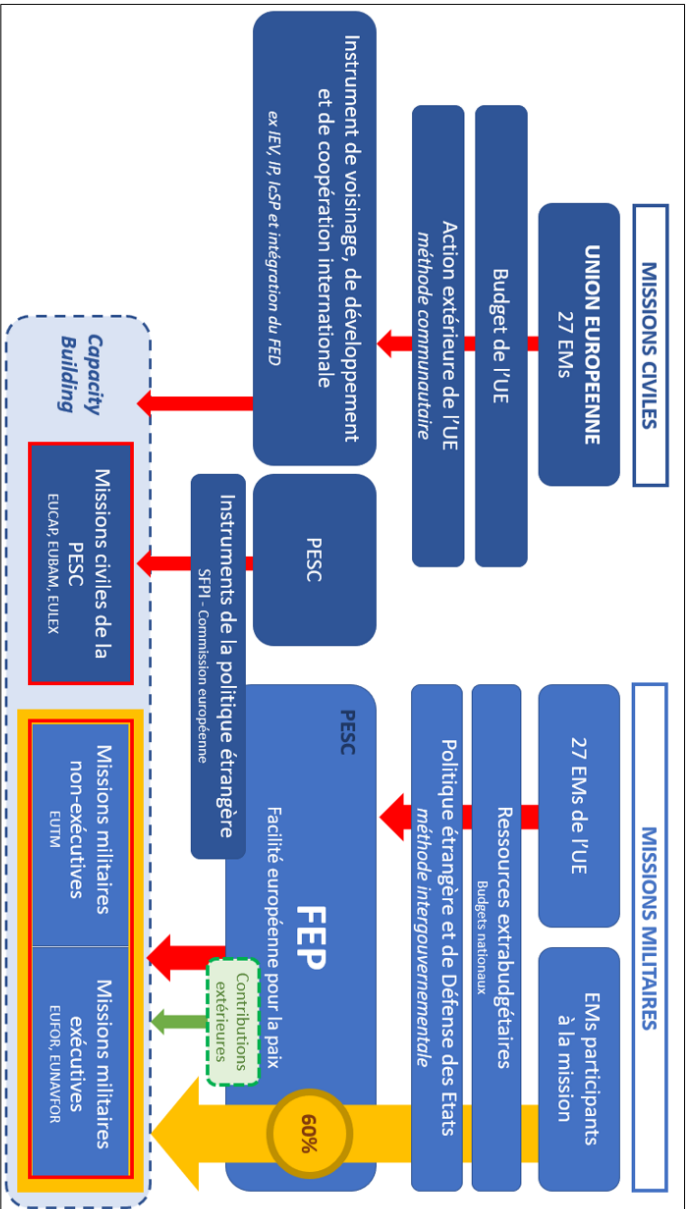 MISSIONS CIVILES
UNION EUROPEENNE
27 EMs
Budget de l’UE
Action extérieure de l’UE
méthode communautaire
Instrument de voisinage, de développement
et de coopération internationale
ex IEV, IP, IcSP et intégration du FED
PESC
Instruments de la politique étrangère
SFPI - Commission européenne
Capacity
Building
Missions civiles de la
PESC
EUCAP, EUBAM, EULEX
MISSIONS MILITAIRES
27 EMs de l’UE
EMs participants
à la mission
Ressources extrabudgétaires
Budgets nationaux
Politique étrangère et de Défense des Etats
méthode intergouvernementale
PESC
FEP
Facilité européenne pour la paix
60%
Contributions
extérieures
Missions militaires
non-exécutives
EUTM
Missions militaires
exécutives
EUFOR, EUNAVFOR